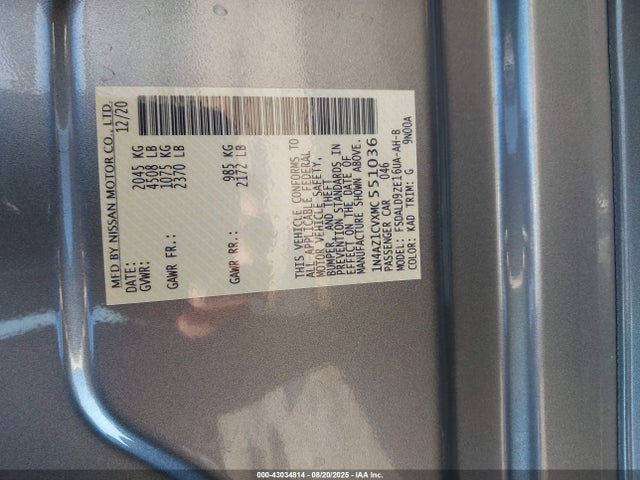 MFD BY NISSAN MOTOR CO., LTD.
DATE: 12/20
GVWR: 2045 KG
4508 LB
GAWR FR.: 1075 KG
2370 LB
GAWR RR.: 985 KG
2172 LB
THIS VEHICLE CONFORMS TO
ALL APPLICABLE FEDERAL
MOTOR VEHICLE SAFETY,
BUMPER, AND THEFT
PREVENTION STANDARDS IN
EFFECT ON THE DATE OF
MANUFACTURE SHOWN ABOVE.
1N4AZ1CVXMC551036
PASSENGER CAR 046
MODEL: FSDALD9ZE16UA-AH-B
COLOR: KAD TRIM: G 9N00A
000-43034814 - 08/20/2025 - IAA Inc.